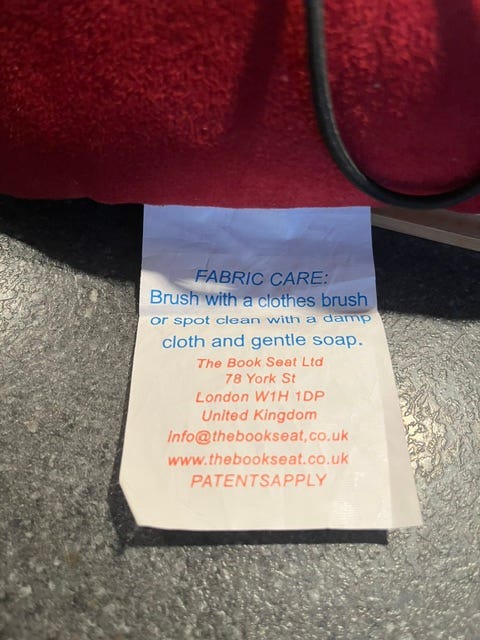 FABRIC CARE:
Brush with a clothes brush
or spot clean with a damp
cloth and gentle soap.
The Book Seat Ltd
78 York St
London W1H 1DP
United Kingdom
Info@thebookseat,co.uk
www.thebookseat.co.uk
PATENTSAPPLY